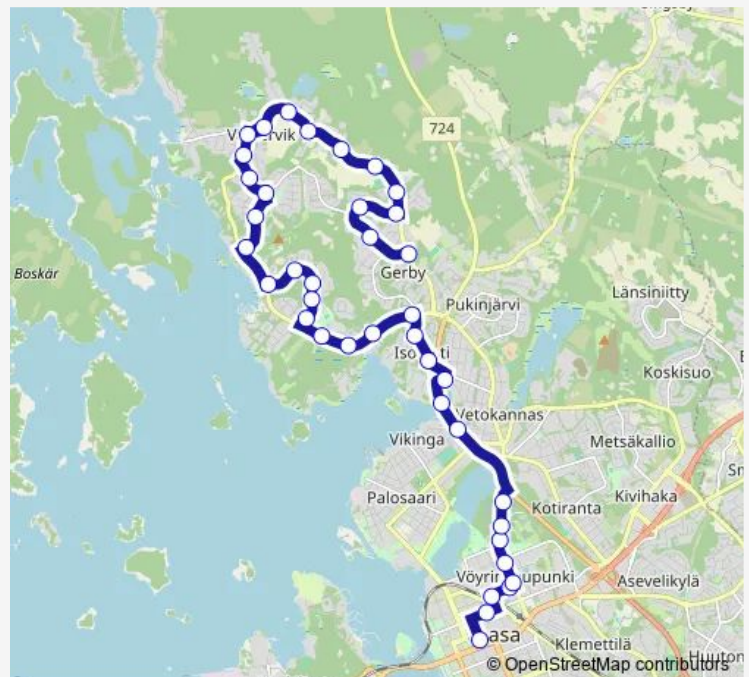 724
Boskär
Gerby
Länsiniitty
Pukinjärvi
Koskisuo
Vetokannas
Vikinga
Metsäkallio
Palosaari
Kivihaka
Kotiranta
Asevelikylä
Klemettilä
© OpenStreetMap contributors